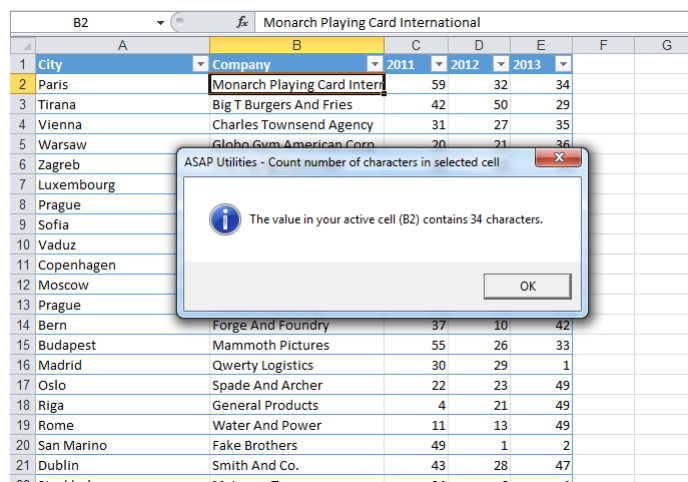 B2 fx Monarch Playing Card International
A B C D E F G
1 City Company 2011 2012 2013
2 Paris Monarch Playing Card Intern 59 32 34
3 Tirana Big T Burgers And Fries 42 50 29
4 Vienna Charles Townsend Agency 31 27 35
5 Warsaw Globo Gym American Corp 20 21 36
ASAP Utilities - Count number of characters in selected cell
6 Zagreb
7 Luxembourg
8 Prague
9 Sofia
The value in your active cell (B2) contains 34 characters.
10 Vaduz
11 Copenhagen
12 Moscow
OK
13 Prague
14 Bern Forge And Foundry 37 10 42
15 Budapest Mammoth Pictures 55 26 33
16 Madrid Qwerty Logistics 30 29 1
17 Oslo Spade And Archer 22 23 49
18 Riga General Products 4 21 49
19 Rome Water And Power 11 13 49
20 San Marino Fake Brothers 49 1 2
21 Dublin Smith And Co. 43 28 47